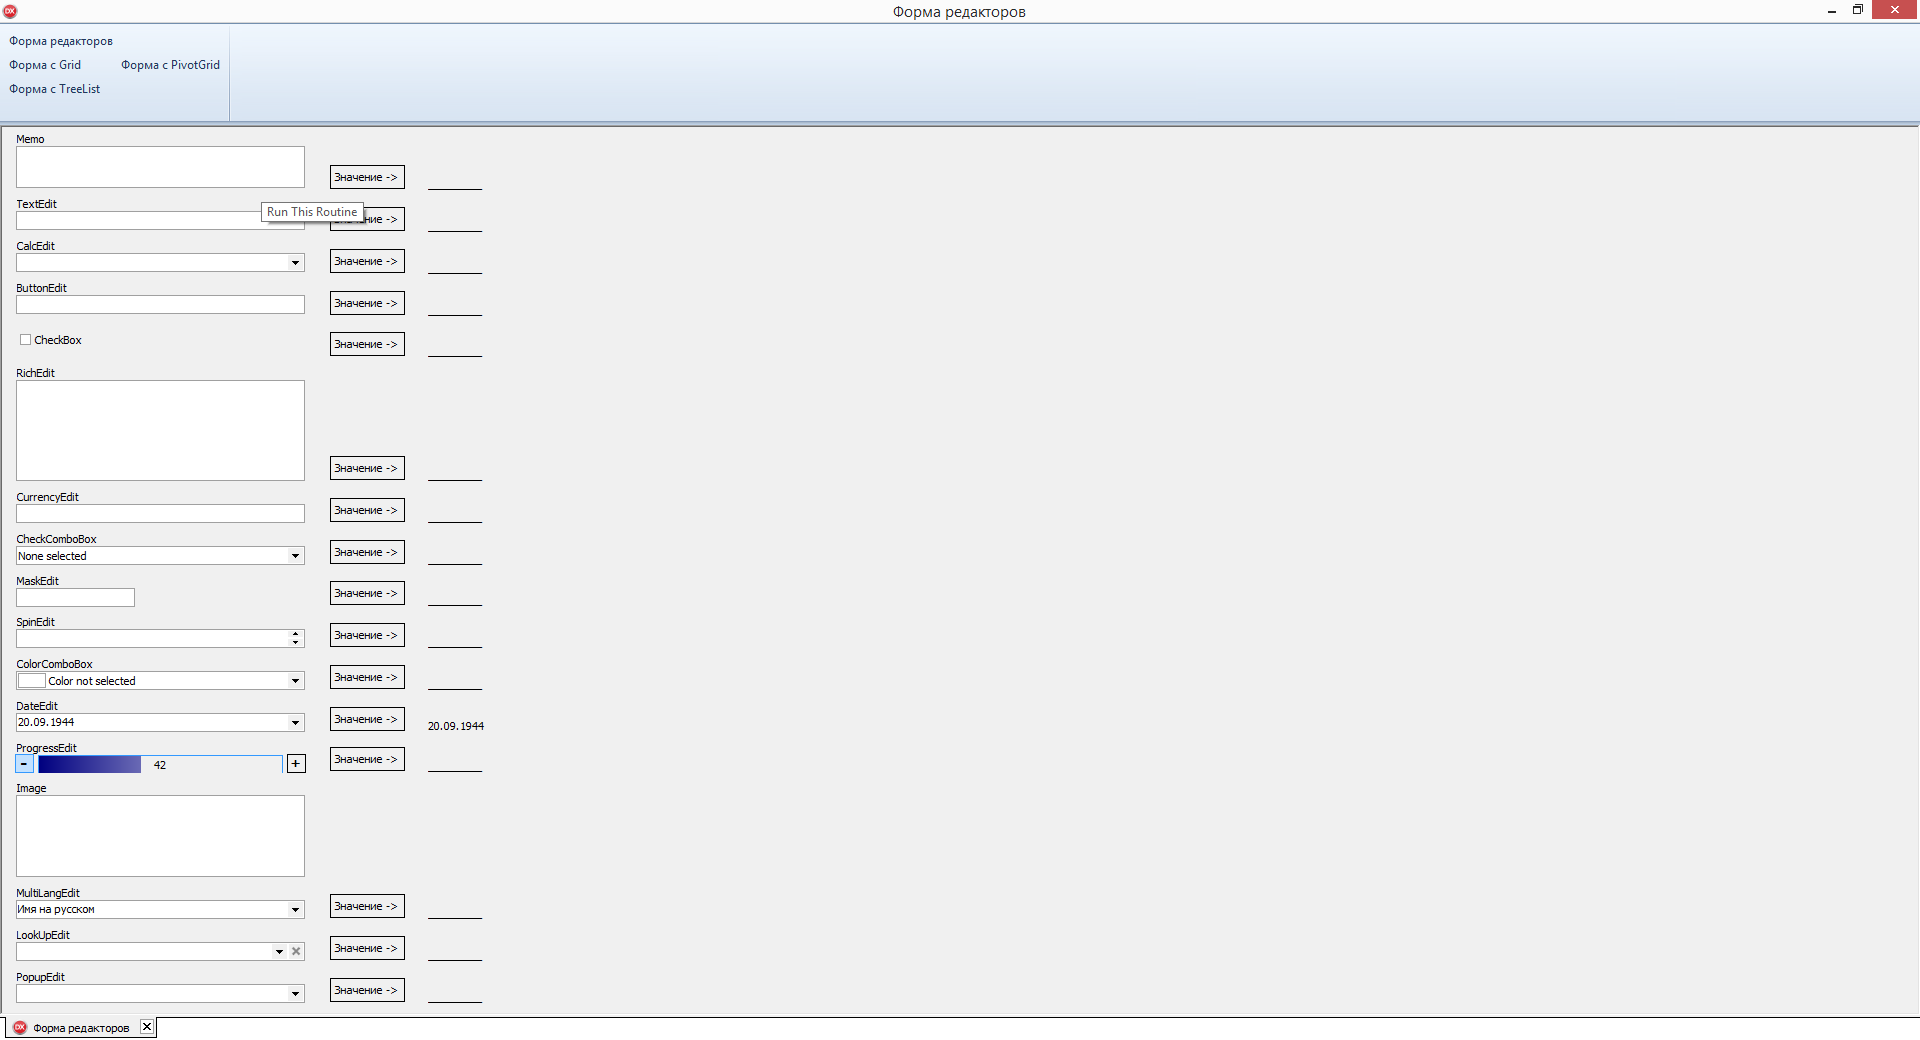 Форма редакторов
Форма редакторов
Форма с Grid Форма с PivotGrid
Форма с TreeList
Memo
Значение ->
TextEdit
Run This Routine
CalcEdit
Значение ->
ButtonEdit
Значение ->
CheckBox
Значение ->
RichEdit
Значение ->
CurrencyEdit
Значение ->
CheckComboBox
None selected
Значение ->
MaskEdit
Значение ->
SpinEdit
Значение ->
ColorComboBox
Color not selected
Значение ->
DateEdit
20.09.1944
Значение ->
20.09.1944
ProgressEdit
- 42 +
Значение ->
Image
MultiLangEdit
Имя на русском
Значение ->
LookUpEdit
Значение ->
PopupEdit
Значение ->
DX Форма редакторов